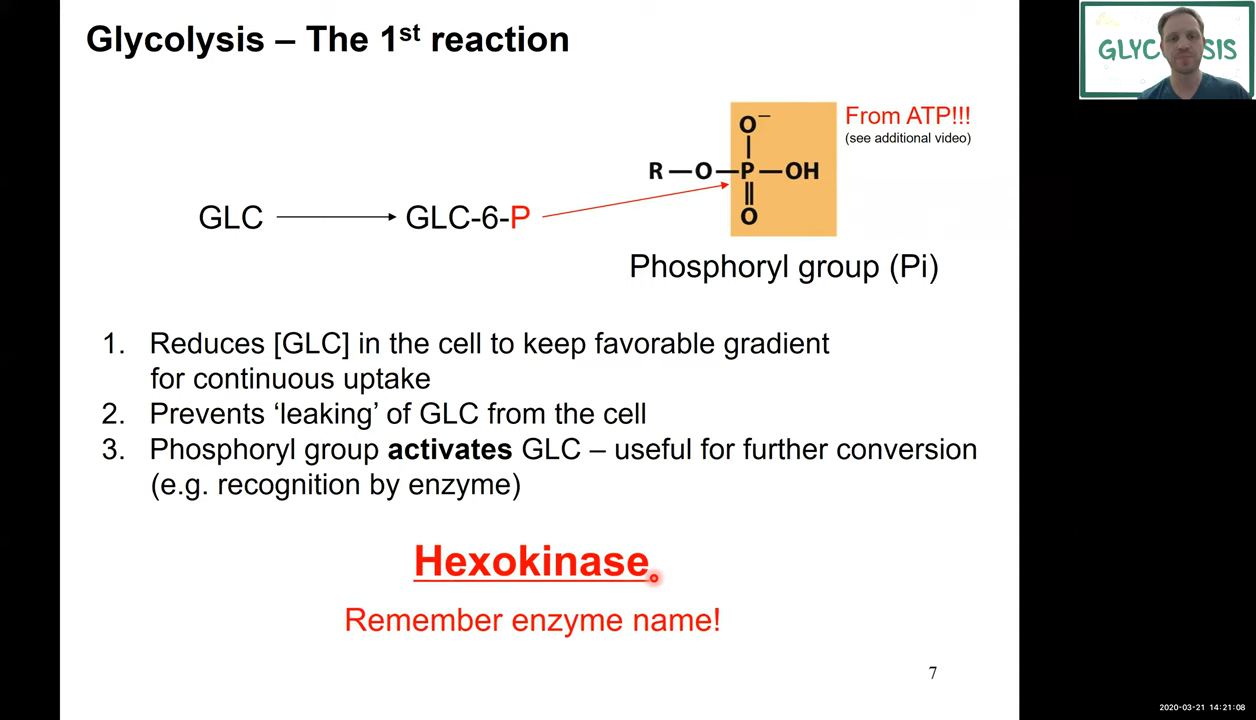 Glycolysis – The 1st reaction
GLYC SIS
From ATP!!!
(see additional video)
O−
R—O—P—OH
O
GLC
GLC-6-P
Phosphoryl group (Pi)
1. Reduces [GLC] in the cell to keep favorable gradient
for continuous uptake
2. Prevents ‘leaking’ of GLC from the cell
3. Phosphoryl group activates GLC – useful for further conversion
(e.g. recognition by enzyme)
Hexokinase
Remember enzyme name!
7
2020-03-21 14:21:08